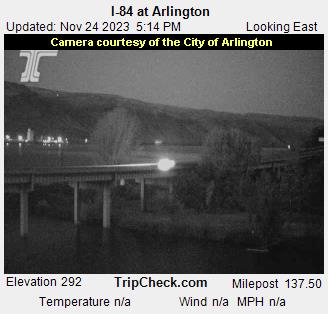 I-84 at Arlington
Updated: Nov 24 2023 5:14 PM Looking East
Camera courtesy of the City of Arlington
Elevation 292 TripCheck.com Milepost 137.50
Temperature n/a Wind n/a MPH n/a